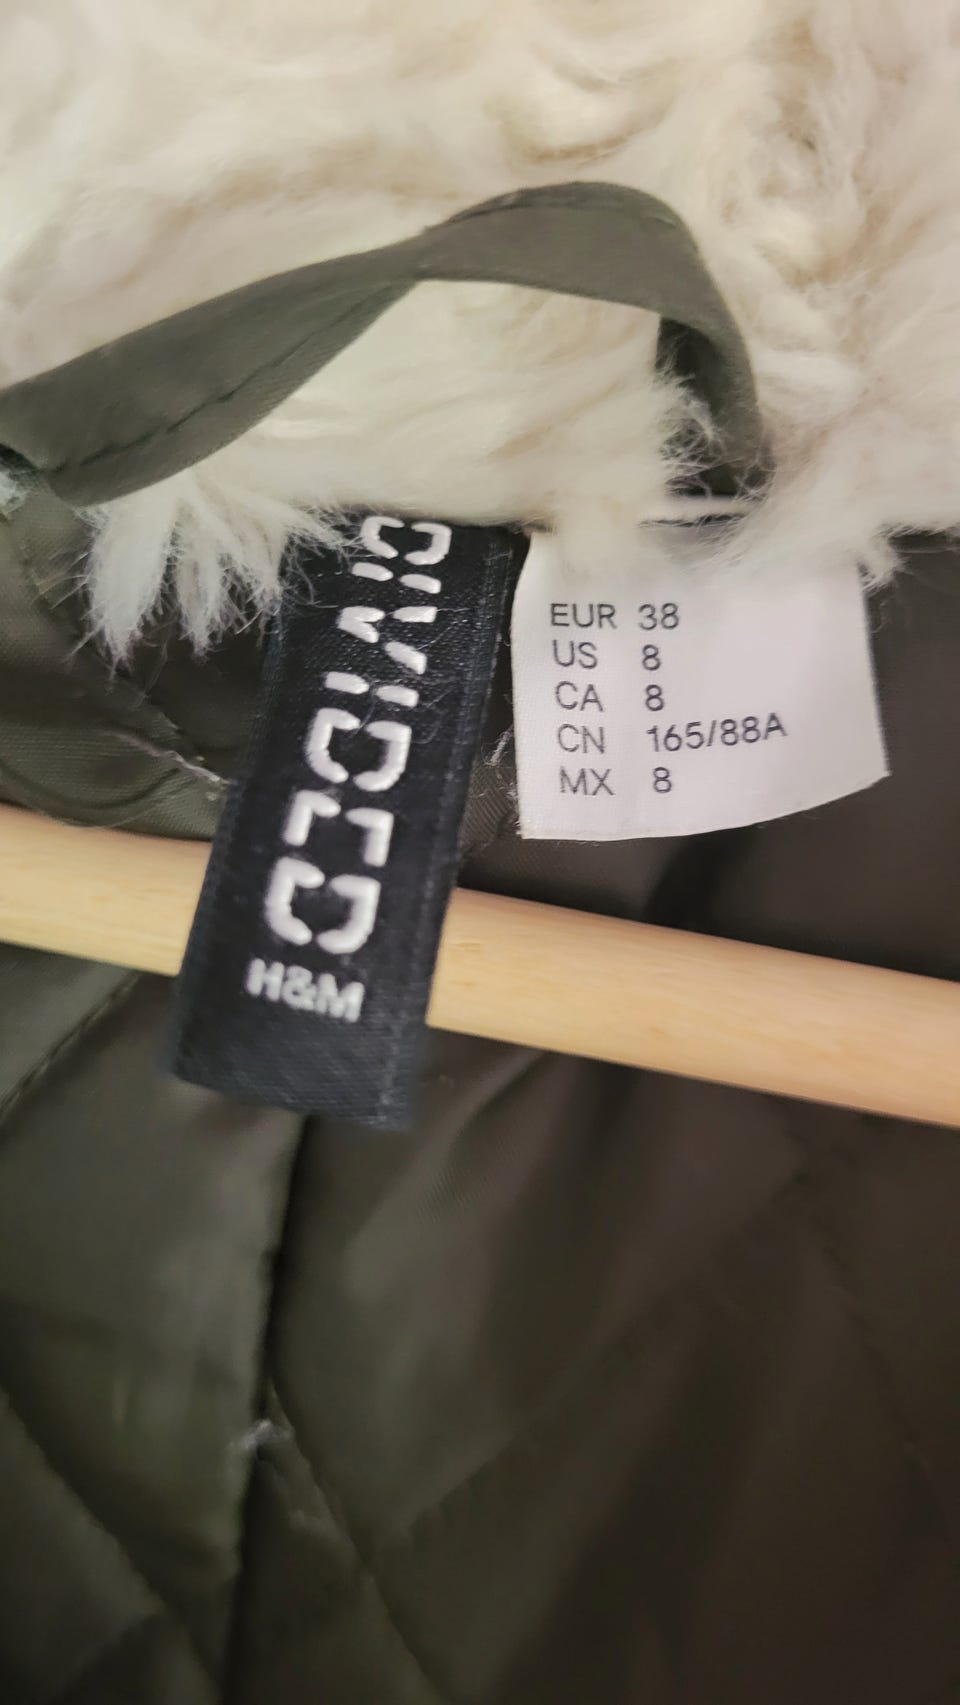 DIVIDED
H&M
EUR 38
US 8
CA 8
CN 165/88A
MX 8